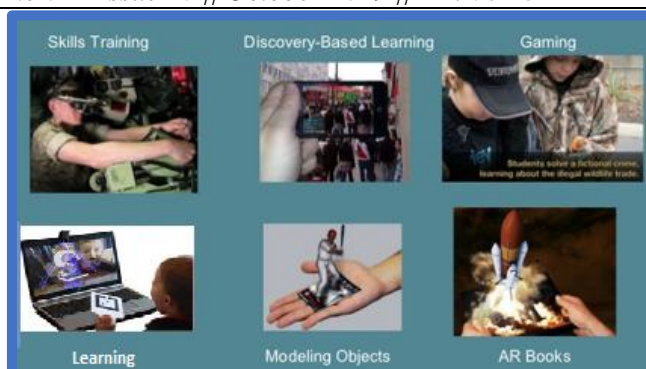 Skills Training
Discovery-Based Learning
Gaming
Students solve a fictional crime,
learning about the illegal wildlife trade.
Learning
Modeling Objects
AR Books